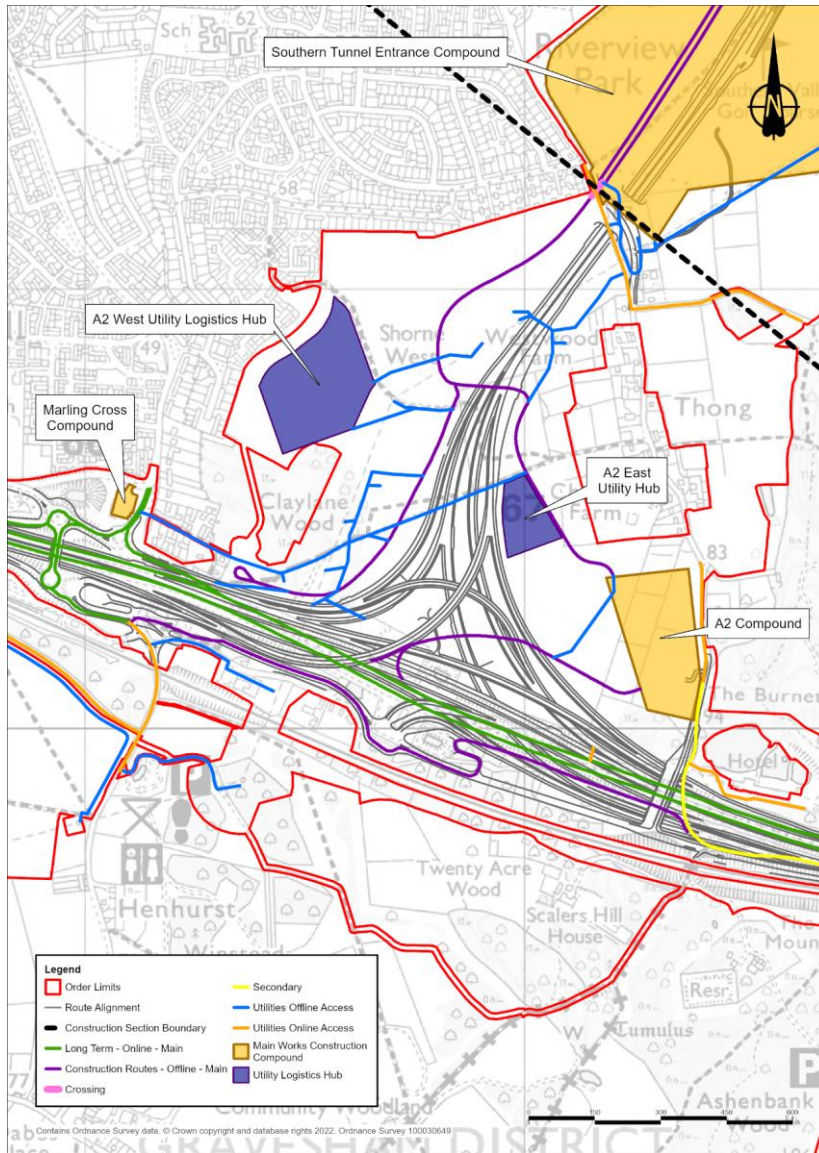 Sch
62
Southern Tunnel Entrance Compound
Riverview
Park
N
68
A2 West Utility Logistics Hub
Shorne
West
49
Thong
Marling Cross
Compound
A2 East
Utility Hub
Claylane
Wood
67
Farm
83
A2 Compound
The Burnet
94
Hotel
P
Twenty Acre
Wood
Henhurst
Scalers Hill
House
Winstead
The
Mount
Resr
Tumulus
W
P
77
Community Woodland
Ashenbank
Wood
GRAVESHAM DISTRICT
Legend
Order Limits
Route Alignment
Construction Section Boundary
Long Term - Online - Main
Construction Routes - Offline - Main
Crossing
Secondary
Utilities Offline Access
Utilities Online Access
Main Works Construction
Compound
Utility Logistics Hub
0 150 300 450 600
Contains Ordnance Survey data. © Crown copyright and database rights 2022. Ordnance Survey 100030649